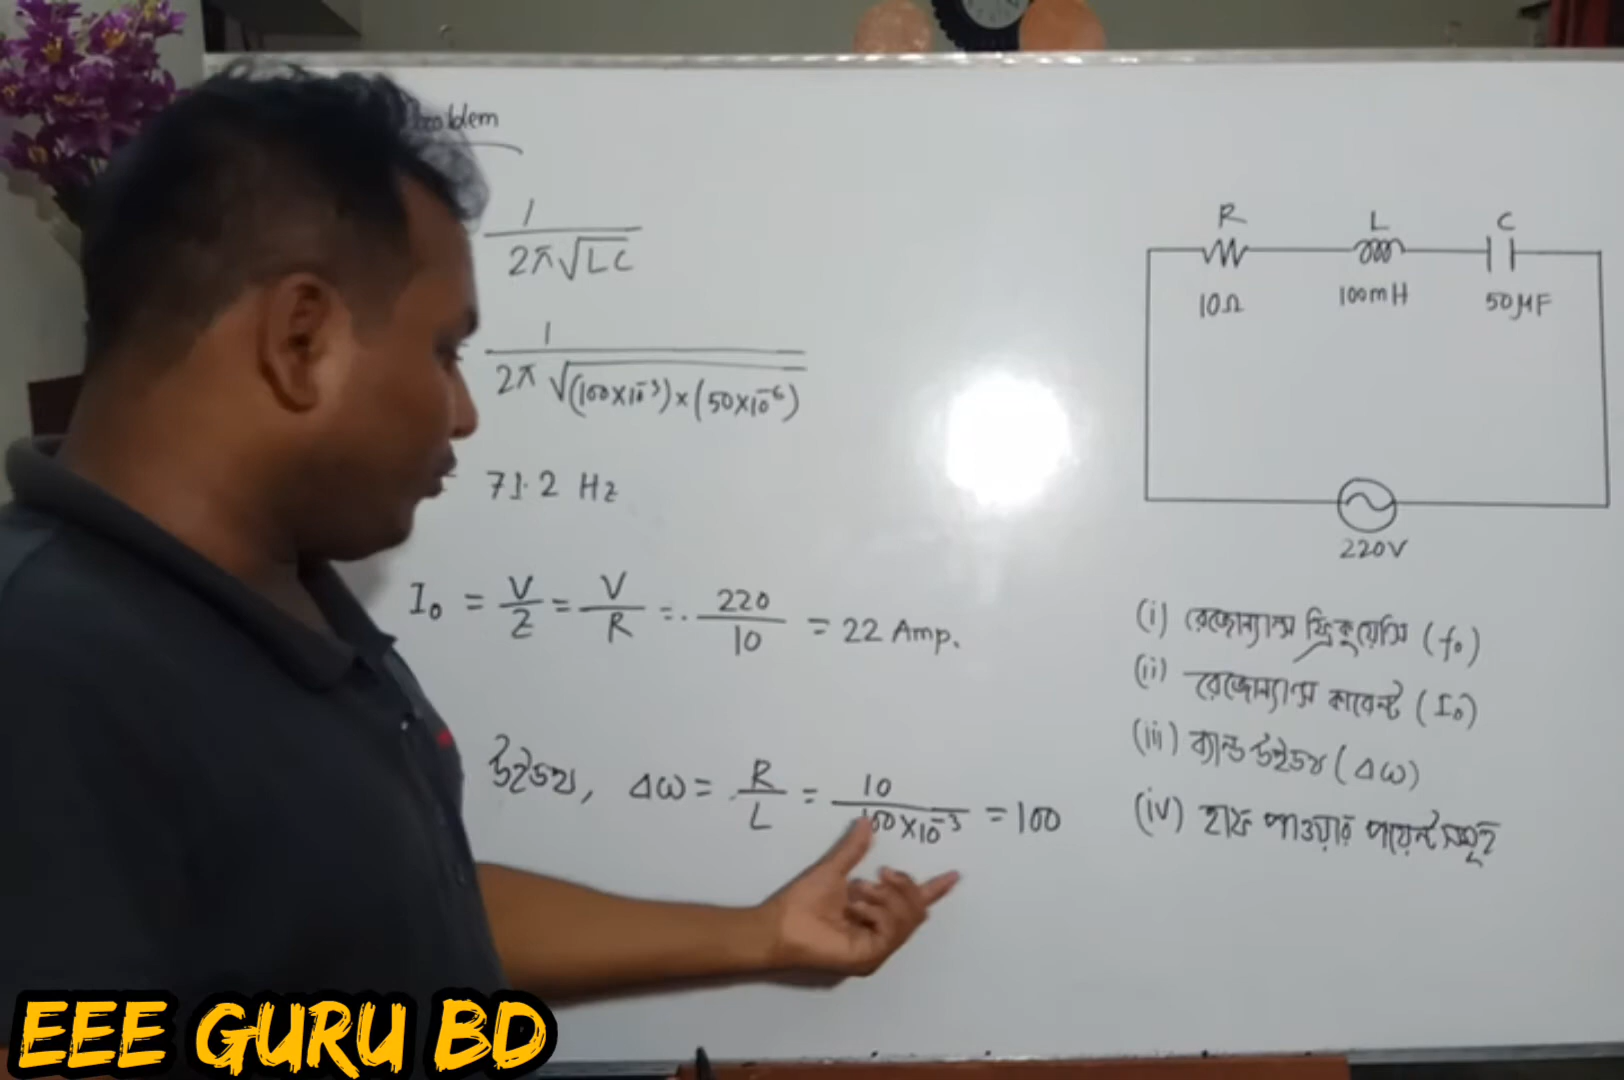 Problem
1
2π√LC
1
2π √(100×10⁻³)×(50×10⁻⁶)
71.2 Hz
I₀ = V/Z = V/R = 220/10 = 22 Amp.
উইডথ, Δω = R/L = 10/100×10⁻³ = 100
R L C
10Ω 100mH 50μF
220V
(i) রেজোন্যান্স ফ্রিকুয়েন্সি (f₀)
(ii) রেজোন্যান্স কারেন্ট (I₀)
(iii) ব্যান্ড উইডথ (Δω)
(iv) হাফ পাওয়ার পয়েন্টসমূহ
EEE GURU BD